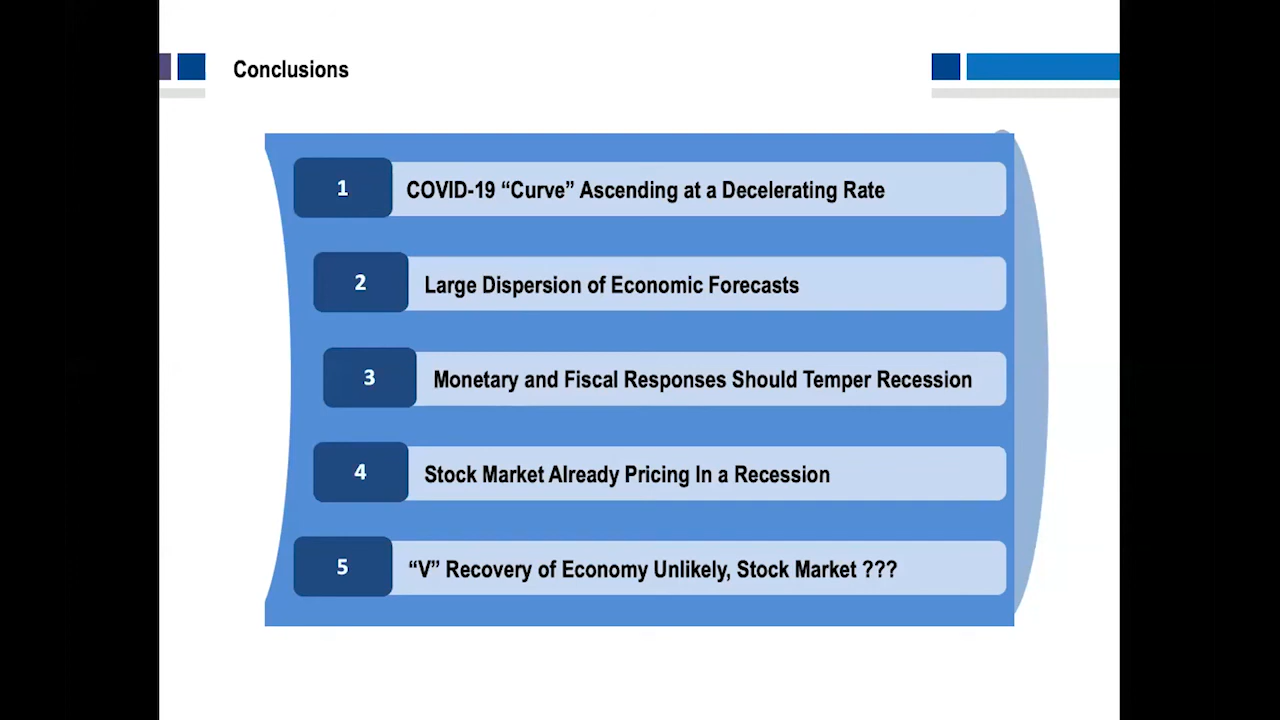 Conclusions
1 COVID-19 “Curve” Ascending at a Decelerating Rate
2 Large Dispersion of Economic Forecasts
3 Monetary and Fiscal Responses Should Temper Recession
4 Stock Market Already Pricing In a Recession
5 “V” Recovery of Economy Unlikely, Stock Market ???